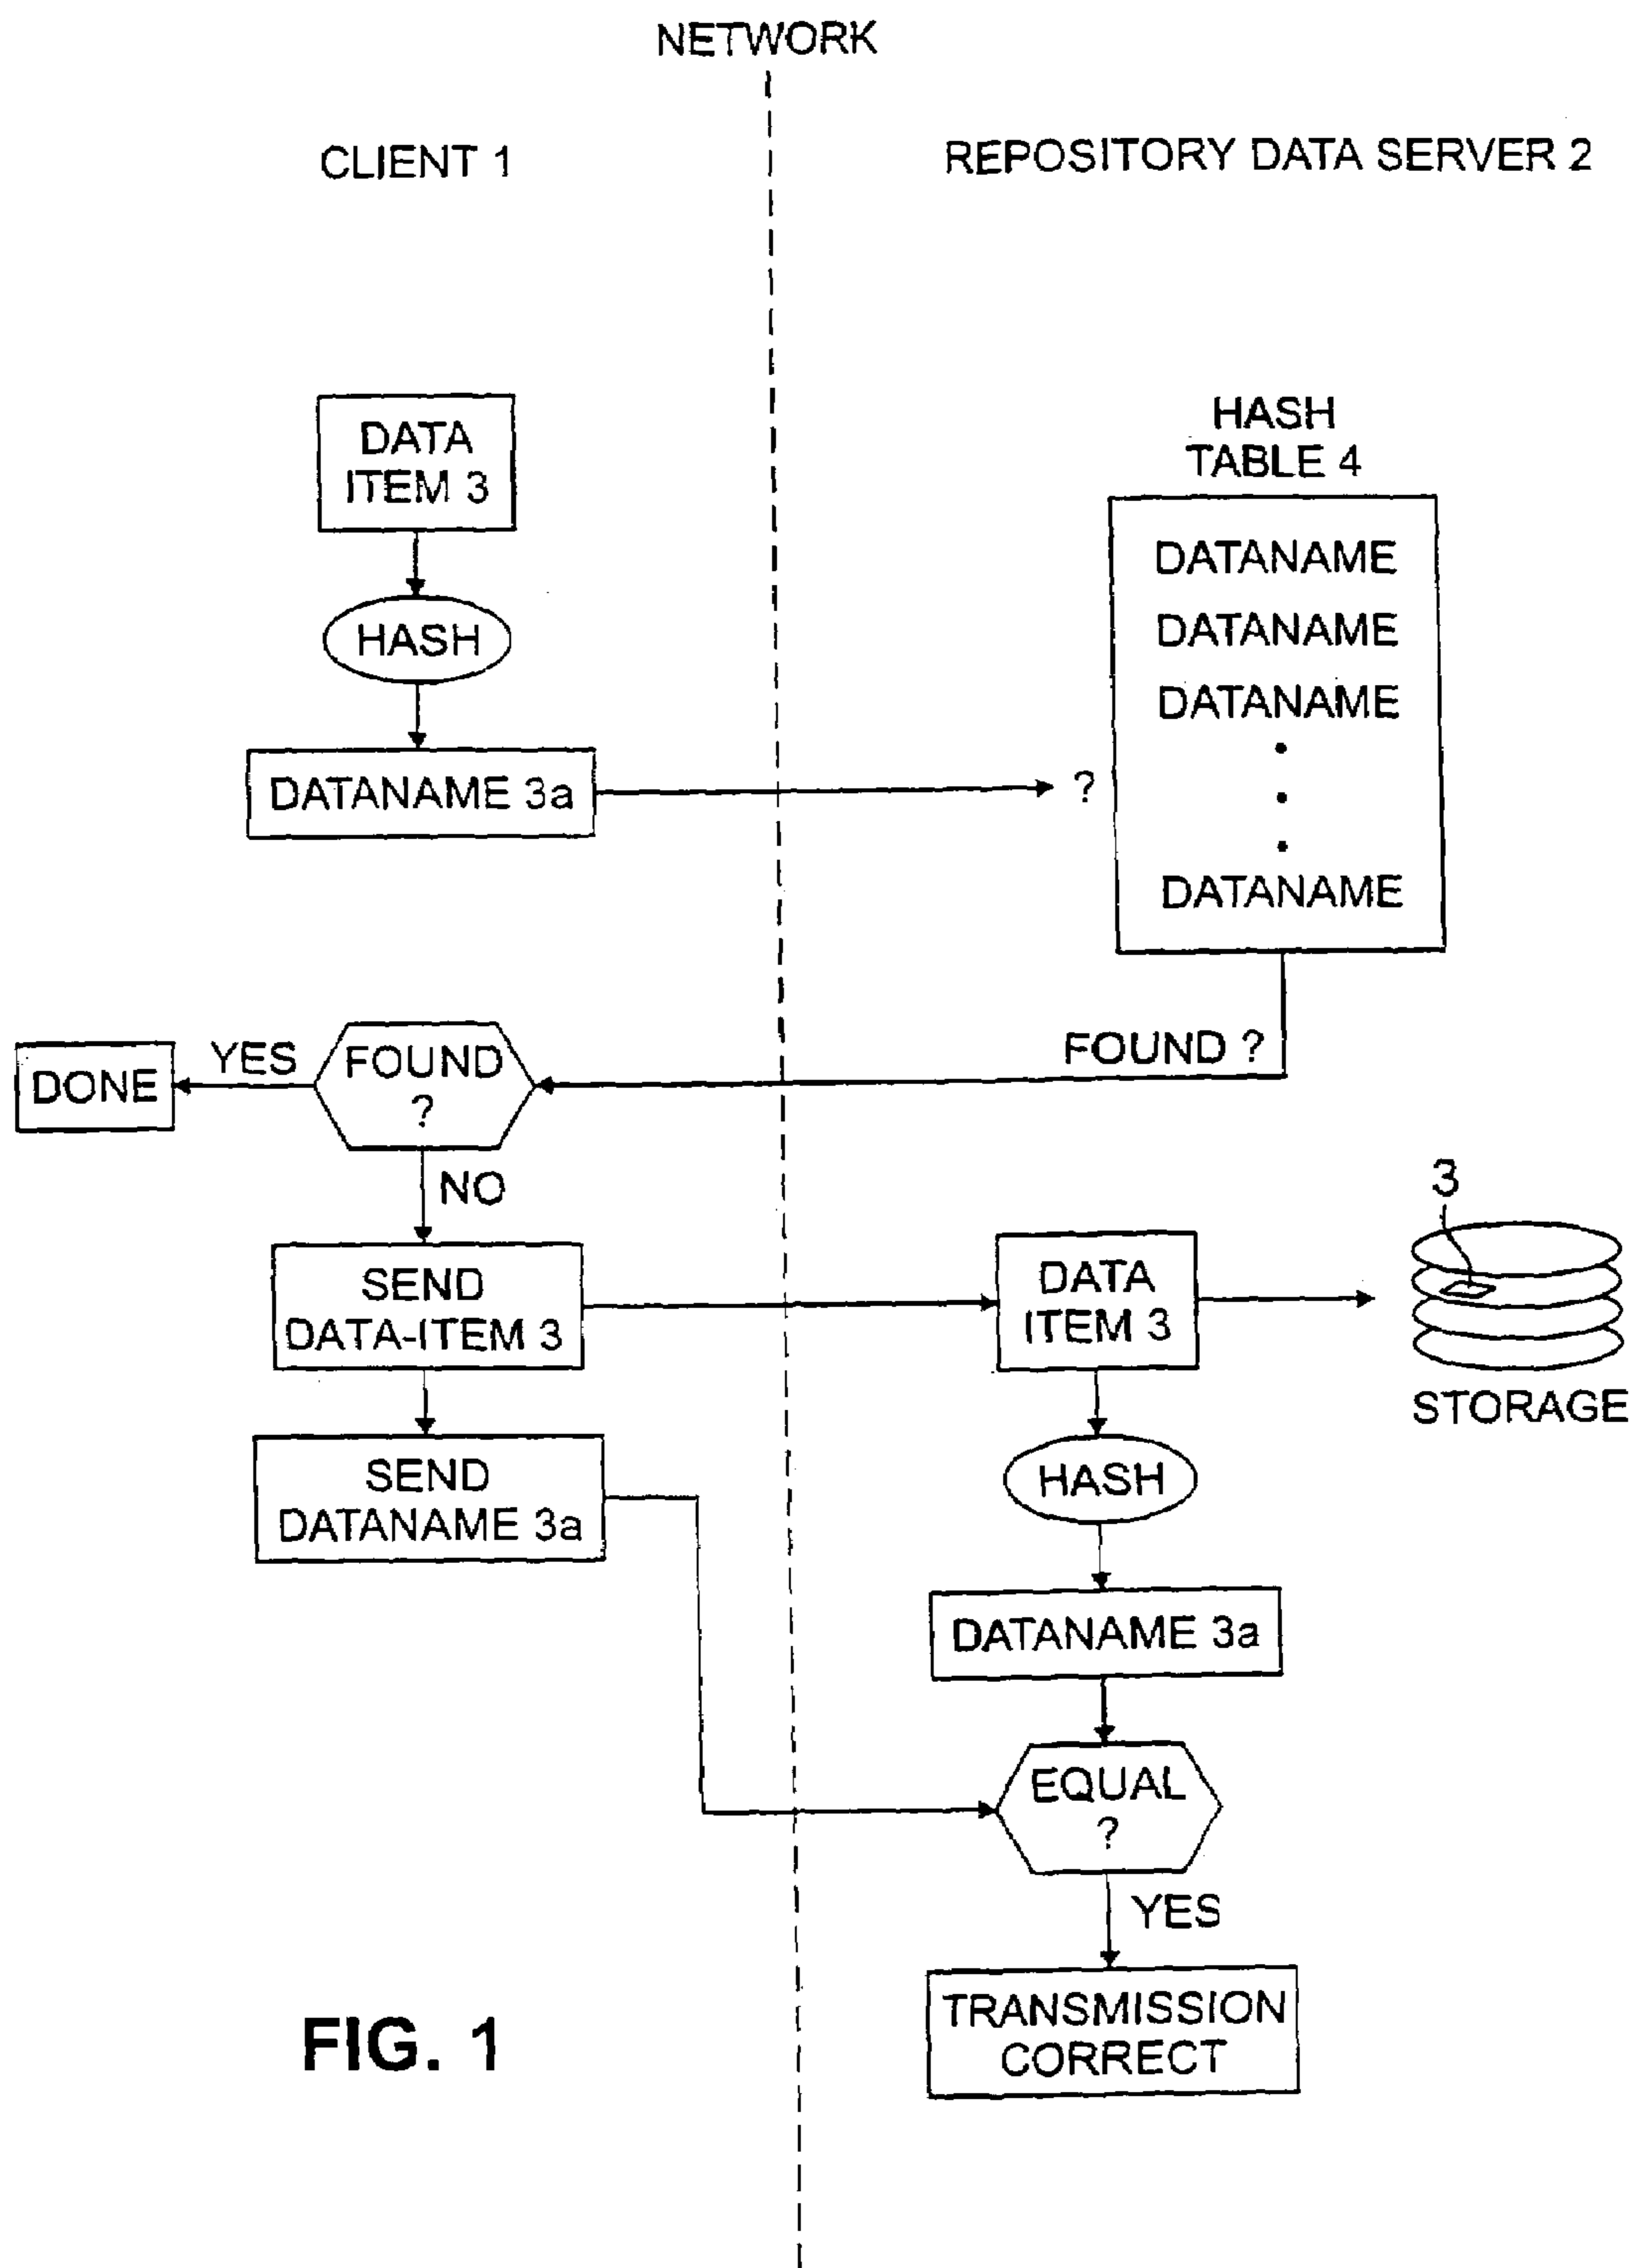 NETWORK
CLIENT 1
REPOSITORY DATA SERVER 2
DATA
ITEM 3
HASH
DATANAME 3a
?
HASH
TABLE 4
DATANAME
DATANAME
DATANAME
DATANAME
FOUND ?
FOUND
?
YES
DONE
NO
SEND
DATA-ITEM 3
DATA
ITEM 3
3
STORAGE
SEND
DATANAME 3a
HASH
DATANAME 3a
EQUAL
?
YES
TRANSMISSION
CORRECT
FIG. 1